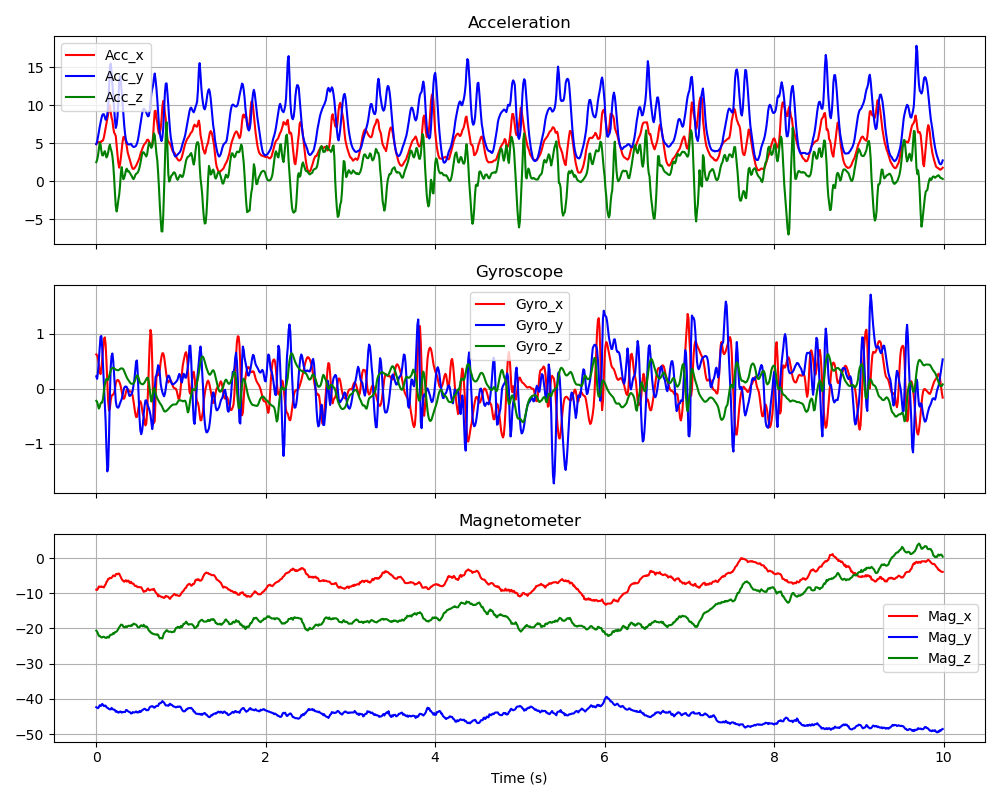 Acceleration
Acc_x
Acc_y
Acc_z
15
10
5
0
−5
Gyroscope
Gyro_x
Gyro_y
Gyro_z
1
0
−1
Magnetometer
0
−10
−20
−30
−40
−50
Mag_x
Mag_y
Mag_z
0 2 4 6 8 10
Time (s)